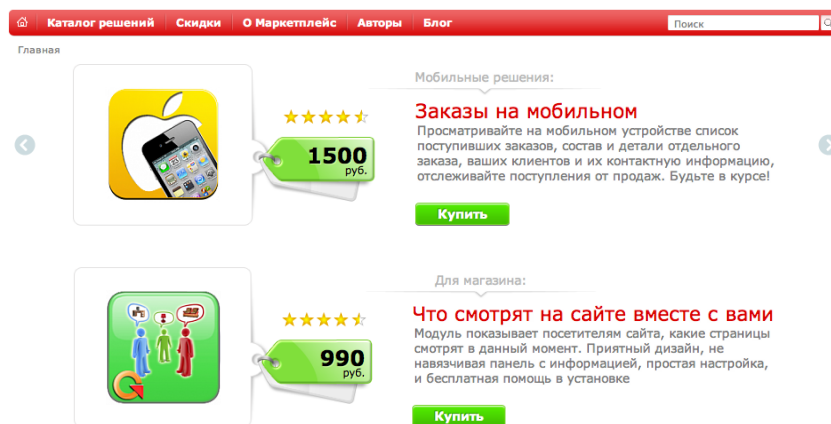 Каталог решений Скидки О Маркетплейс Авторы Блог Поиск
Главная
Мобильные решения:
Заказы на мобильном
Просматривайте на мобильном устройстве список
поступивших заказов, состав и детали отдельного
заказа, ваших клиентов и их контактную информацию,
отслеживайте поступления от продаж. Будьте в курсе!
1500
руб.
Купить
Для магазина:
Что смотрят на сайте вместе с вами
Модуль показывает посетителям сайта, какие страницы
смотрят в данный момент. Приятный дизайн, не
навязчивая панель с информацией, простая настройка,
и бесплатная помощь в установке
990
руб.
Купить